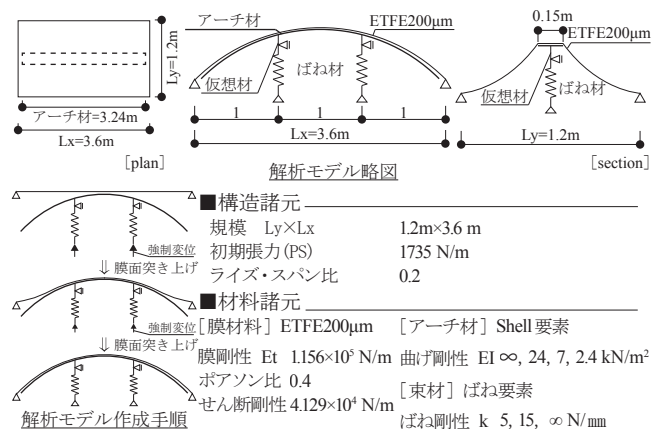 アーチ材
ETFE200μm
0.15m
ETFE200μm
Ly=1.2m
仮想材
ばね材
仮想材
ばね材
アーチ材=3.24m
1
1
1
Lx=3.6m
Lx=3.6m
Ly=1.2m
[plan]
解析モデル略図
[section]
■構造諸元
規模 Ly×Lx 1.2m×3.6 m
初期張力(PS) 1735 N/m
ライズ・スパン比 0.2
強制変位
⇓ 膜面突き上げ
■材料諸元
[膜材料] ETFE200μm [アーチ材] Shell要素
強制変位
⇓ 膜面突き上げ
膜剛性 Et 1.156×10⁵ N/m 曲げ剛性 EI ∞, 24, 7, 2.4 kN/m²
ポアソン比 0.4 [束材] ばね要素
せん断剛性 4.129×10⁴ N/m ばね剛性 k 5, 15, ∞ N/㎜
解析モデル作成手順